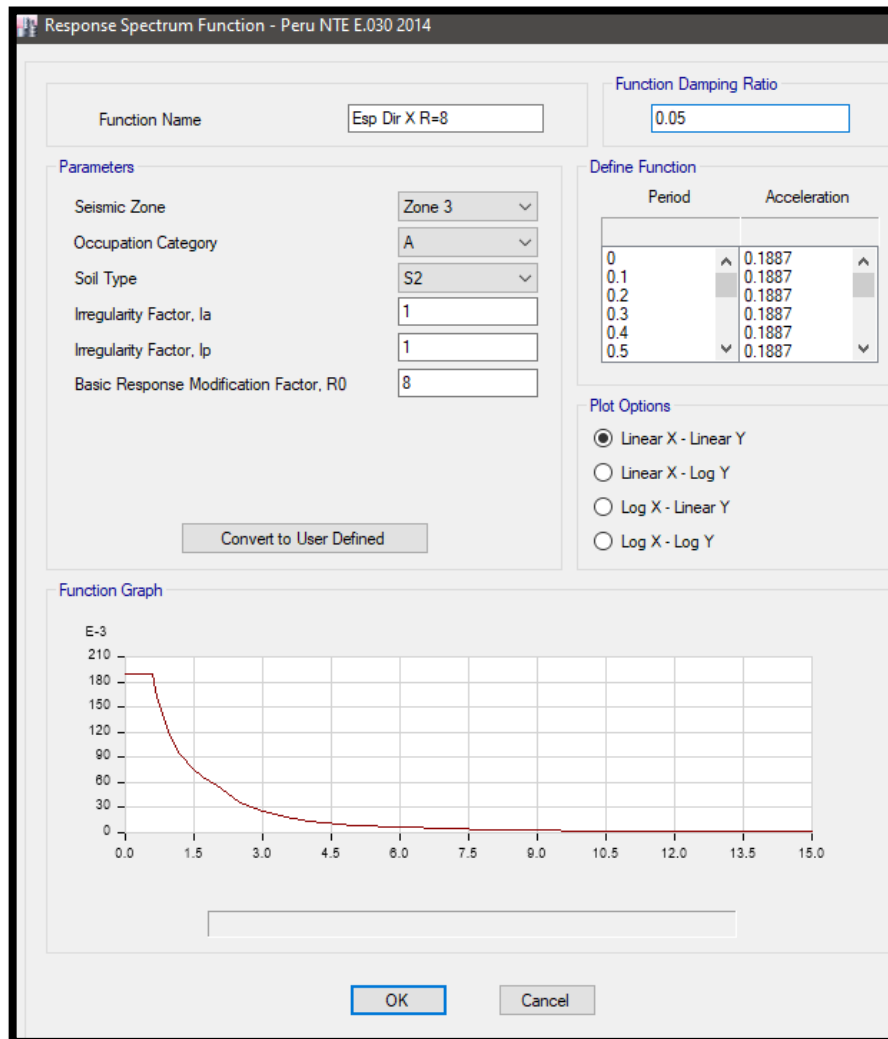 Response Spectrum Function - Peru NTE E.030 2014
Function Name
Esp Dir X R=8
Function Damping Ratio
0.05
Parameters
Seismic Zone
Zone 3
Occupation Category
A
Soil Type
S2
Irregularity Factor, Ia
1
Irregularity Factor, Ip
1
Basic Response Modification Factor, R0
8
Convert to User Defined
Define Function
Period Acceleration
0 0.1887
0.1 0.1887
0.2 0.1887
0.3 0.1887
0.4 0.1887
0.5 0.1887
Plot Options
Linear X - Linear Y
Linear X - Log Y
Log X - Linear Y
Log X - Log Y
Function Graph
E-3
210
180
150
120
90
60
30
0
0.0 1.5 3.0 4.5 6.0 7.5 9.0 10.5 12.0 13.5 15.0
OK Cancel